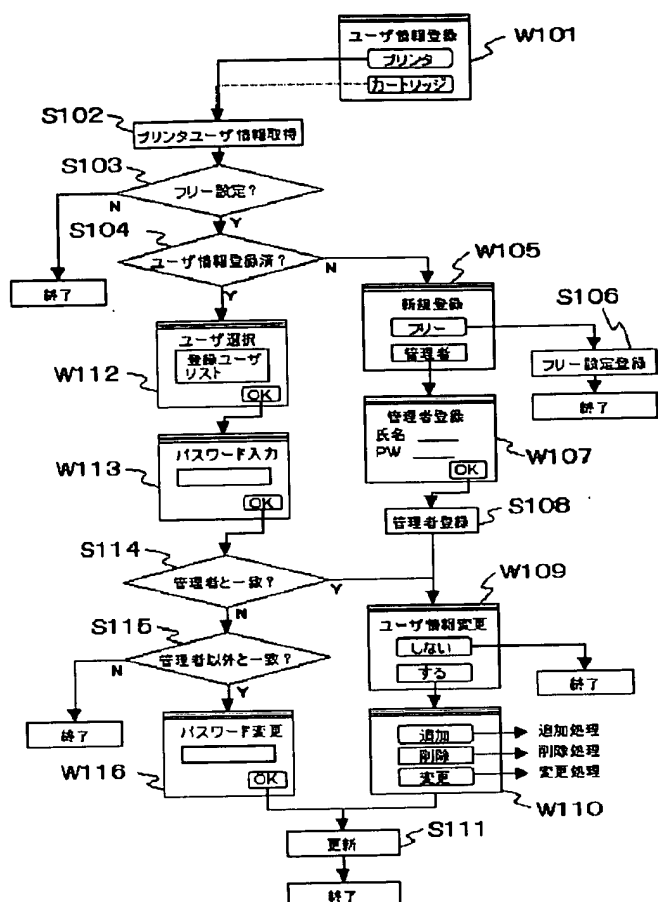 ユーザ情報登録
W101
プリンタ
カートリッジ
S102
プリンタユーザ情報取得
S103
フリー設定?
N
Y
S104
ユーザ情報登録済?
N
Y
終了
W105
新規登録
フリー
管理者
S106
フリー設定登録
終了
ユーザ選択
登録ユーザ
リスト
OK
W112
管理者登録
氏名
PW
OK
W107
パスワード入力
OK
W113
S108
管理者登録
S114
管理者と一致?
Y
N
W109
ユーザ情報変更
しない
する
終了
S115
管理者以外と一致?
N
Y
終了
パスワード変更
OK
W116
追加
追加処理
削除
削除処理
変更
変更処理
W110
S111
更新
終了